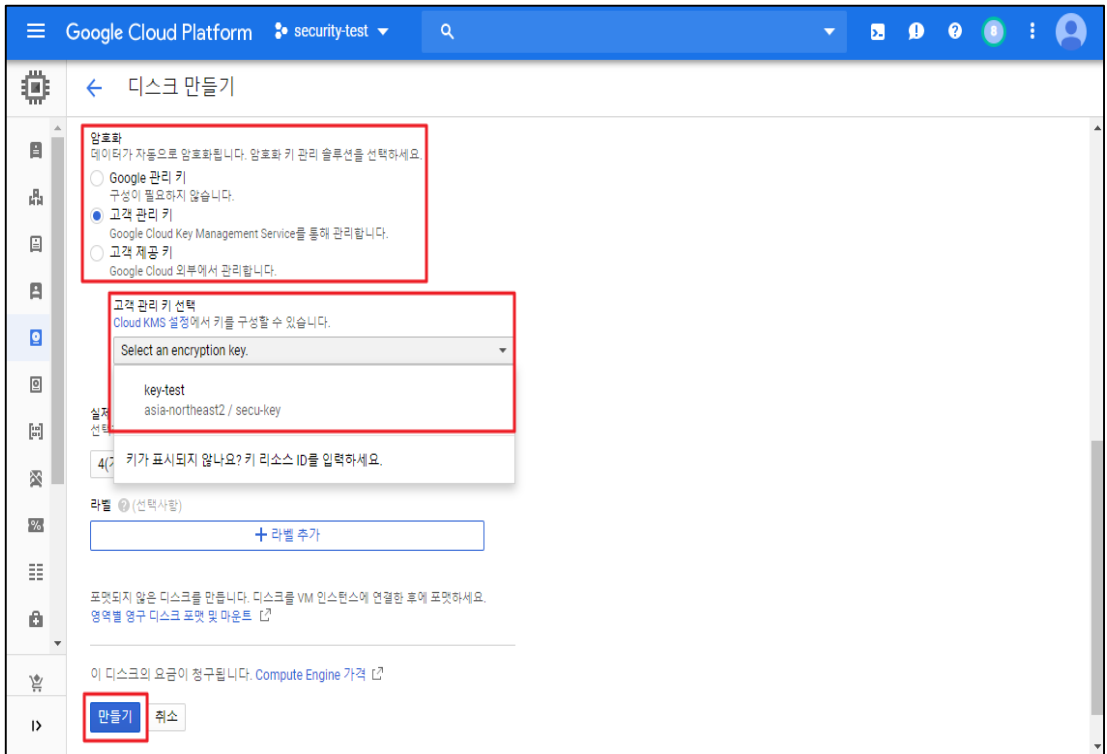 Google Cloud Platform security-test
8
디스크 만들기
암호화
데이터가 자동으로 암호화됩니다. 암호화 키 관리 솔루션을 선택하세요.
Google 관리 키
구성이 필요하지 않습니다.
고객 관리 키
Google Cloud Key Management Service를 통해 관리합니다.
고객 제공 키
Google Cloud 외부에서 관리합니다.
고객 관리 키 선택
Cloud KMS 설정에서 키를 구성할 수 있습니다.
Select an encryption key.
key-test
asia-northeast2 / secu-key
실제
선택
4(기
키가 표시되지 않나요? 키 리소스 ID를 입력하세요.
라벨 (선택사항)
라벨 추가
포맷되지 않은 디스크를 만듭니다. 디스크를 VM 인스턴스에 연결한 후에 포맷하세요.
영역별 영구 디스크 포맷 및 마운트
이 디스크의 요금이 청구됩니다. Compute Engine 가격
만들기 취소